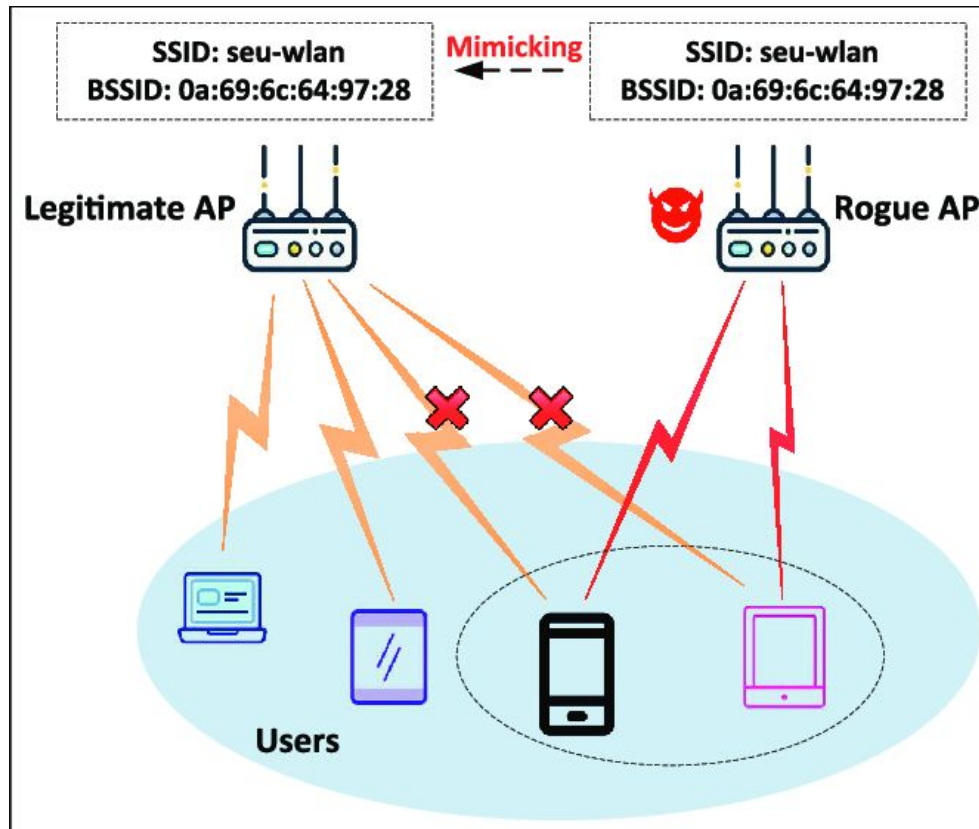 SSID: seu-wlan
BSSID: 0a:69:6c:64:97:28
Mimicking
SSID: seu-wlan
BSSID: 0a:69:6c:64:97:28
Legitimate AP
Rogue AP
Users